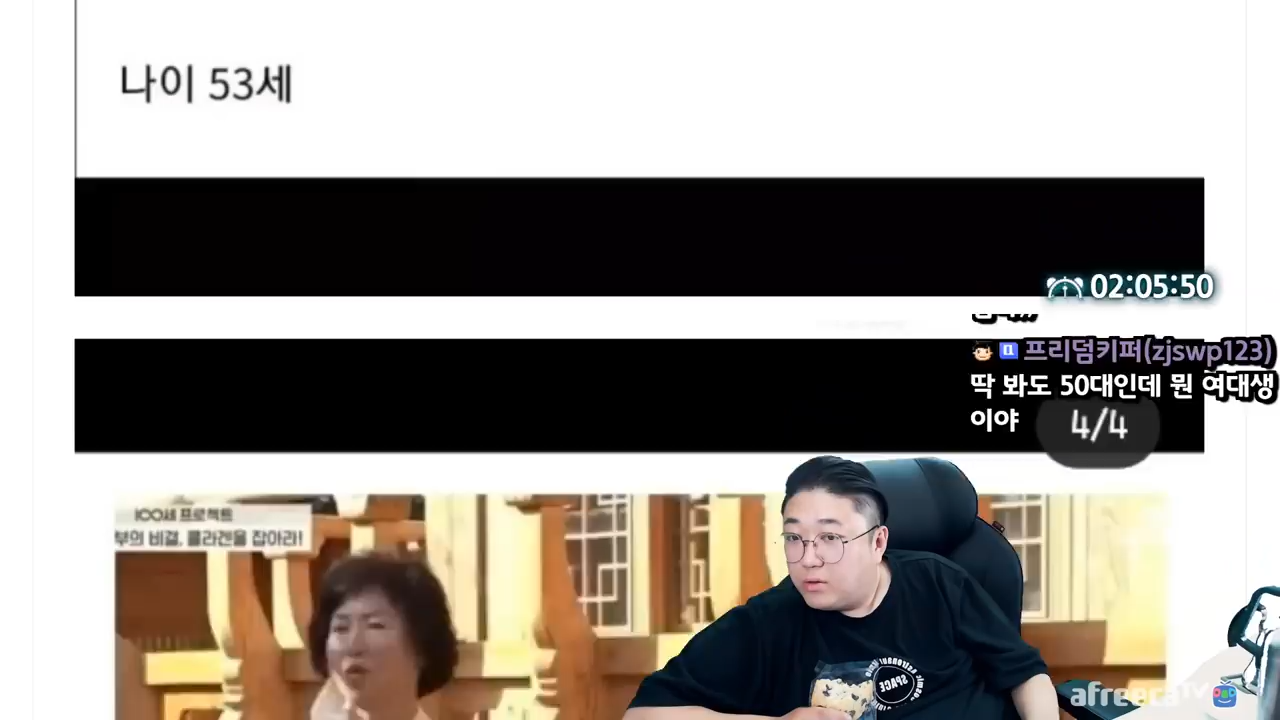 나이 53세
02:05:50
프리덤키퍼(zjswp123)
딱 봐도 50대인데 뭔 여대생
이야
4/4
100세 프로젝트
부의 비결, 콜라겐을 잡아라!
SPACE
afreecaTV